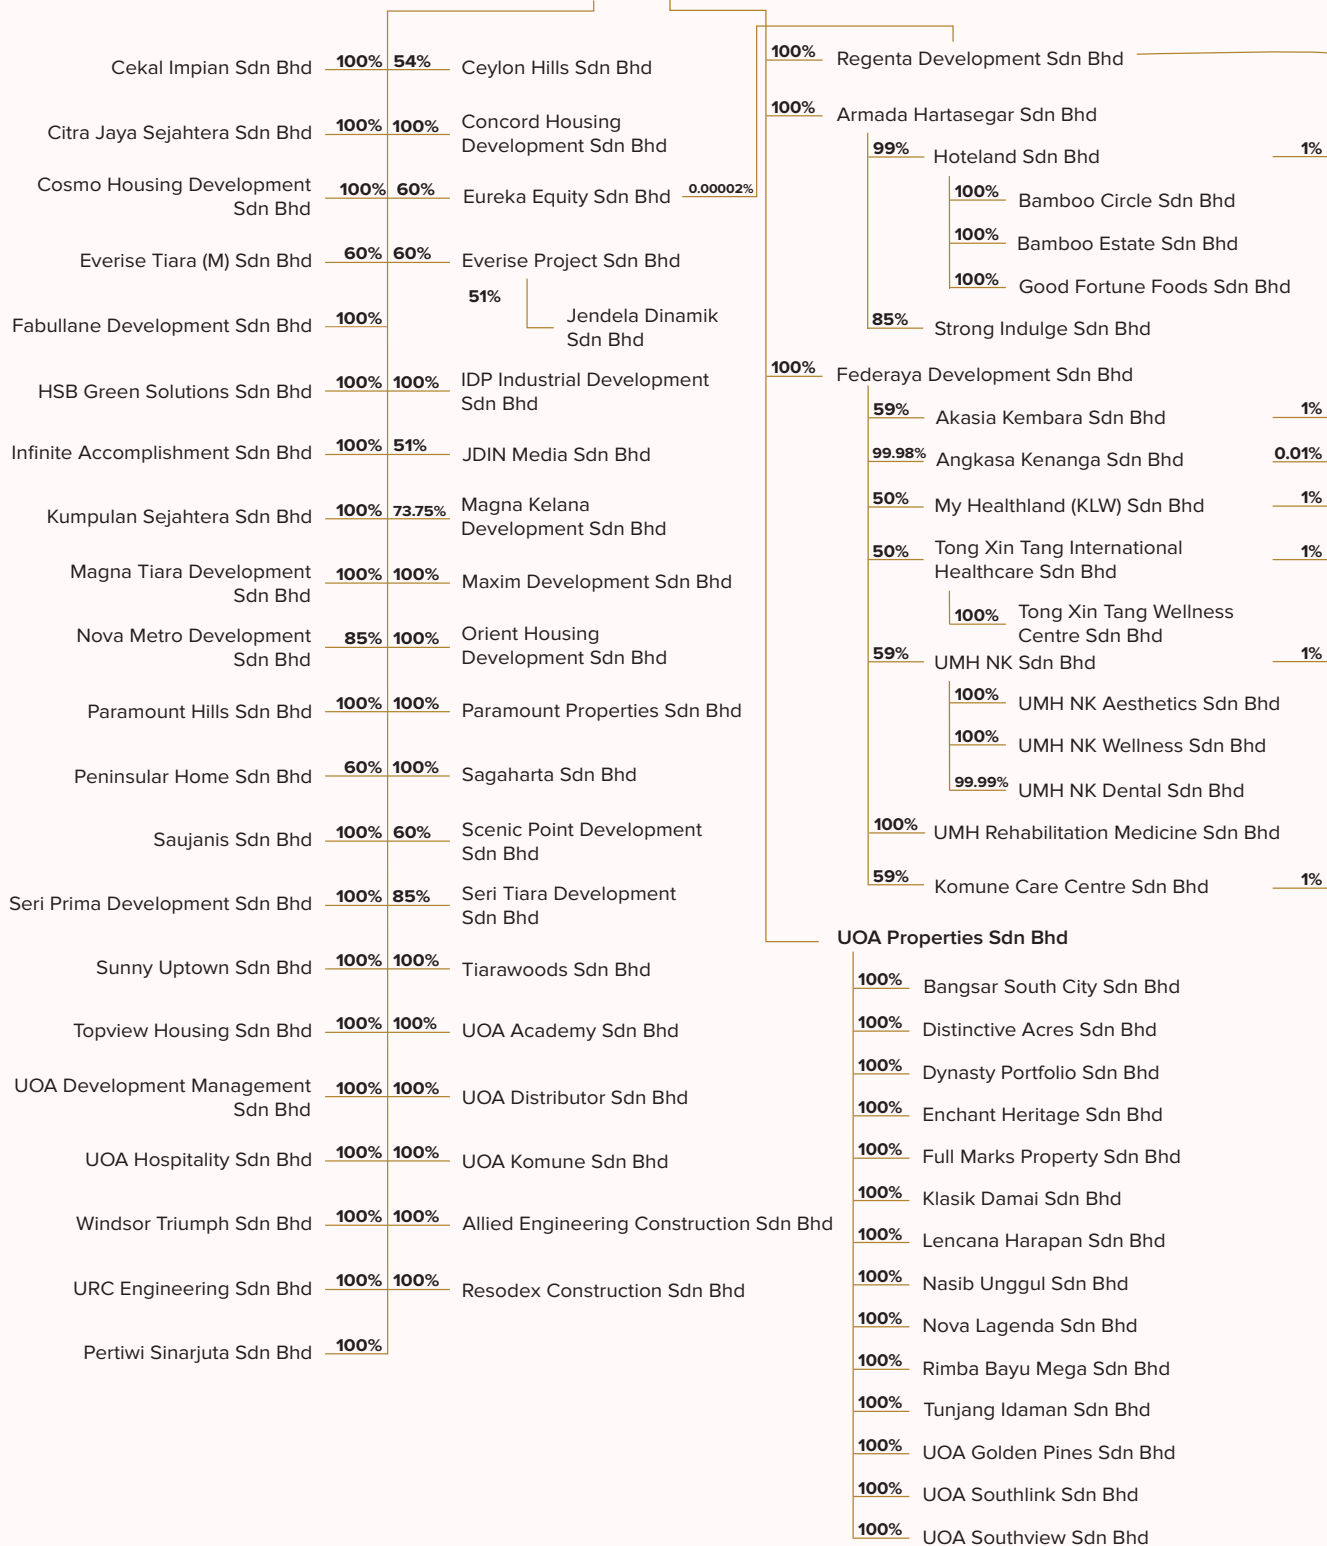 Cekal Impian Sdn Bhd 100% 54% Ceylon Hills Sdn Bhd
Citra Jaya Sejahtera Sdn Bhd 100% 100% Concord Housing
Development Sdn Bhd
Cosmo Housing Development
Sdn Bhd 100% 60% Eureka Equity Sdn Bhd 0.00002%
Everise Tiara (M) Sdn Bhd 60% 60% Everise Project Sdn Bhd
51% Jendela Dinamik
Sdn Bhd
Fabullane Development Sdn Bhd 100%
HSB Green Solutions Sdn Bhd 100% 100% IDP Industrial Development
Sdn Bhd
Infinite Accomplishment Sdn Bhd 100% 51% JDIN Media Sdn Bhd
Kumpulan Sejahtera Sdn Bhd 100% 73.75% Magna Kelana
Development Sdn Bhd
Magna Tiara Development
Sdn Bhd 100% 100% Maxim Development Sdn Bhd
Nova Metro Development
Sdn Bhd 85% 100% Orient Housing
Development Sdn Bhd
Paramount Hills Sdn Bhd 100% 100% Paramount Properties Sdn Bhd
Peninsular Home Sdn Bhd 60% 100% Sagaharta Sdn Bhd
Saujanis Sdn Bhd 100% 60% Scenic Point Development
Sdn Bhd
Seri Prima Development Sdn Bhd 100% 85% Seri Tiara Development
Sdn Bhd
Sunny Uptown Sdn Bhd 100% 100% Tiarawoods Sdn Bhd
Topview Housing Sdn Bhd 100% 100% UOA Academy Sdn Bhd
UOA Development Management
Sdn Bhd 100% 100% UOA Distributor Sdn Bhd
UOA Hospitality Sdn Bhd 100% 100% UOA Komune Sdn Bhd
Windsor Triumph Sdn Bhd 100% 100% Allied Engineering Construction Sdn Bhd
URC Engineering Sdn Bhd 100% 100% Resodex Construction Sdn Bhd
Pertiwi Sinarjuta Sdn Bhd 100%
100% Regenta Development Sdn Bhd
100% Armada Hartasegar Sdn Bhd
99% Hoteland Sdn Bhd 1%
100% Bamboo Circle Sdn Bhd
100% Bamboo Estate Sdn Bhd
100% Good Fortune Foods Sdn Bhd
85% Strong Indulge Sdn Bhd
100% Federaya Development Sdn Bhd
59% Akasia Kembara Sdn Bhd 1%
99.98% Angkasa Kenanga Sdn Bhd 0.01%
50% My Healthland (KLW) Sdn Bhd 1%
50% Tong Xin Tang International
Healthcare Sdn Bhd 1%
100% Tong Xin Tang Wellness
Centre Sdn Bhd
59% UMH NK Sdn Bhd 1%
100% UMH NK Aesthetics Sdn Bhd
100% UMH NK Wellness Sdn Bhd
99.99% UMH NK Dental Sdn Bhd
100% UMH Rehabilitation Medicine Sdn Bhd
59% Komune Care Centre Sdn Bhd 1%
UOA Properties Sdn Bhd
100% Bangsar South City Sdn Bhd
100% Distinctive Acres Sdn Bhd
100% Dynasty Portfolio Sdn Bhd
100% Enchant Heritage Sdn Bhd
100% Full Marks Property Sdn Bhd
100% Klasik Damai Sdn Bhd
100% Lencana Harapan Sdn Bhd
100% Nasib Unggul Sdn Bhd
100% Nova Lagenda Sdn Bhd
100% Rimba Bayu Mega Sdn Bhd
100% Tunjang Idaman Sdn Bhd
100% UOA Golden Pines Sdn Bhd
100% UOA Southlink Sdn Bhd
100% UOA Southview Sdn Bhd